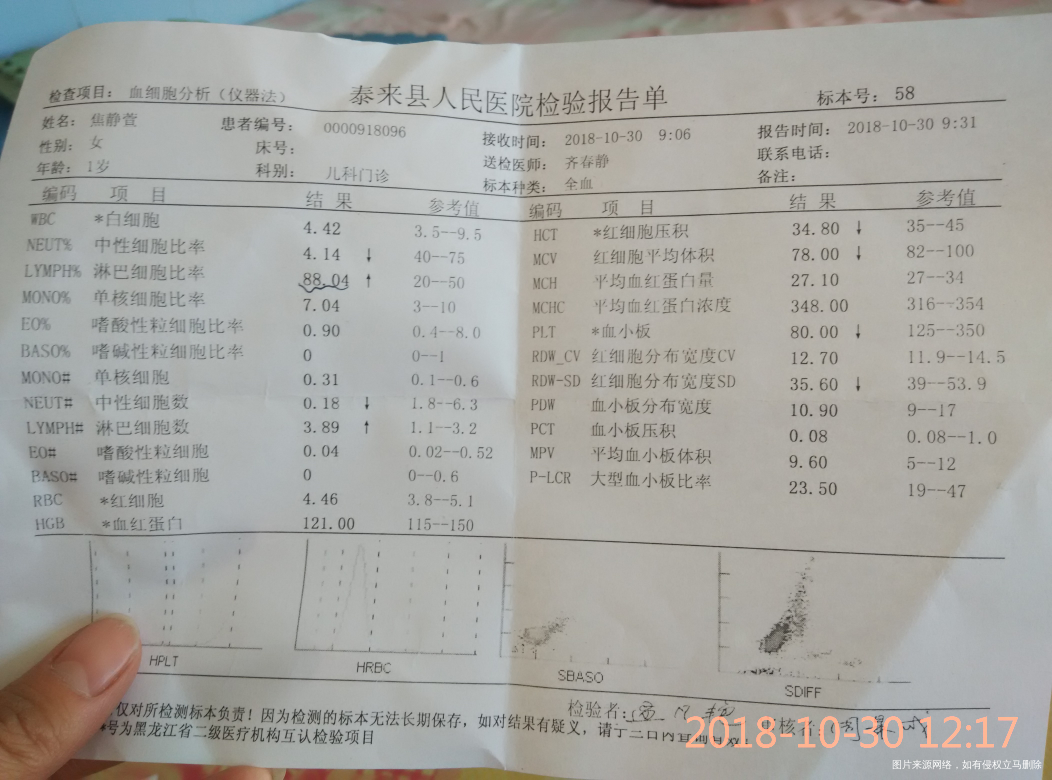 检查项目: 血细胞分析（仪器法） 泰来县人民医院检验报告单 标本号: 58
姓名: 焦静萱 患者编号: 0000918096 接收时间: 2018-10-30 9:06 报告时间: 2018-10-30 9:31
性别: 女 床号: 送检医师: 齐春静 联系电话:
年龄: 1岁 科别: 儿科门诊 标本种类: 全血 备注:
编码 项 目 结 果 参考值 编码 项 目 结 果 参考值
WBC *白细胞 4.42 3.5--9.5 HCT *红细胞压积 34.80 ↓ 35--45
NEUT% 中性细胞比率 4.14 ↓ 40--75 MCV 红细胞平均体积 78.00 ↓ 82--100
LYMPH% 淋巴细胞比率 88.04 ↑ 20--50 MCH 平均血红蛋白量 27.10 27--34
MONO% 单核细胞比率 7.04 3--10 MCHC 平均血红蛋白浓度 348.00 316--354
EO% 嗜酸性粒细胞比率 0.90 0.4--8.0 PLT *血小板 80.00 ↓ 125--350
BASO% 嗜碱性粒细胞比率 0 0--1 RDW_CV 红细胞分布宽度CV 12.70 11.9--14.5
MONO# 单核细胞 0.31 0.1--0.6 RDW-SD 红细胞分布宽度SD 35.60 ↓ 39--53.9
NEUT# 中性细胞数 0.18 ↓ 1.8--6.3 PDW 血小板分布宽度 10.90 9--17
LYMPH# 淋巴细胞数 3.89 ↑ 1.1--3.2 PCT 血小板压积 0.08 0.08--1.0
EO# 嗜酸性粒细胞 0.04 0.02--0.52 MPV 平均血小板体积 9.60 5--12
BASO# 嗜碱性粒细胞 0 0--0.6 P-LCR 大型血小板比率 23.50 19--47
RBC *红细胞 4.46 3.8--5.1
HGB *血红蛋白 121.00 115--150
HPLT HRBC SBASO SDIFF
仅对所检测标本负责！因为检测的标本无法长期保存，如对结果有疑义，请于三日内查询
号为黑龙江省二级医疗机构互认检验项目
检验者: 审核者:
2018-10-30 12:17
图片来源网络，如有侵权立马删除